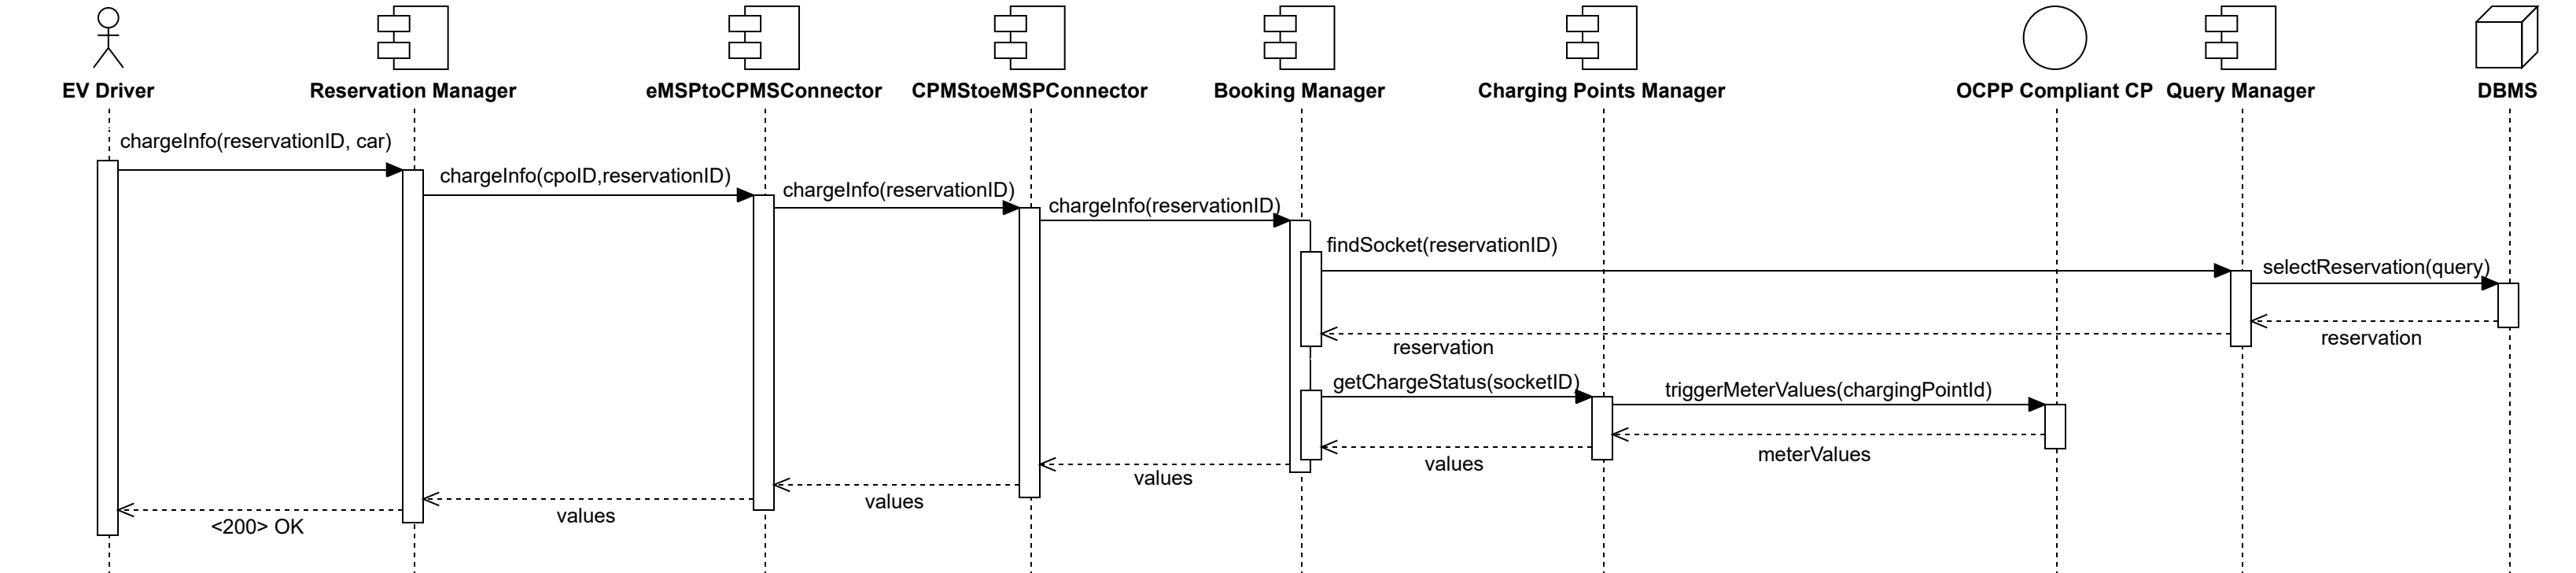 EV Driver
Reservation Manager
eMSPtoCPMSConnector
CPMStoeMSPConnector
Booking Manager
Charging Points Manager
OCPP Compliant CP
Query Manager
DBMS
chargeInfo(reservationID, car)
chargeInfo(cpoID,reservationID)
chargeInfo(reservationID)
chargeInfo(reservationID)
findSocket(reservationID)
selectReservation(query)
reservation
reservation
getChargeStatus(socketID)
triggerMeterValues(chargingPointId)
meterValues
values
values
values
values
<200> OK